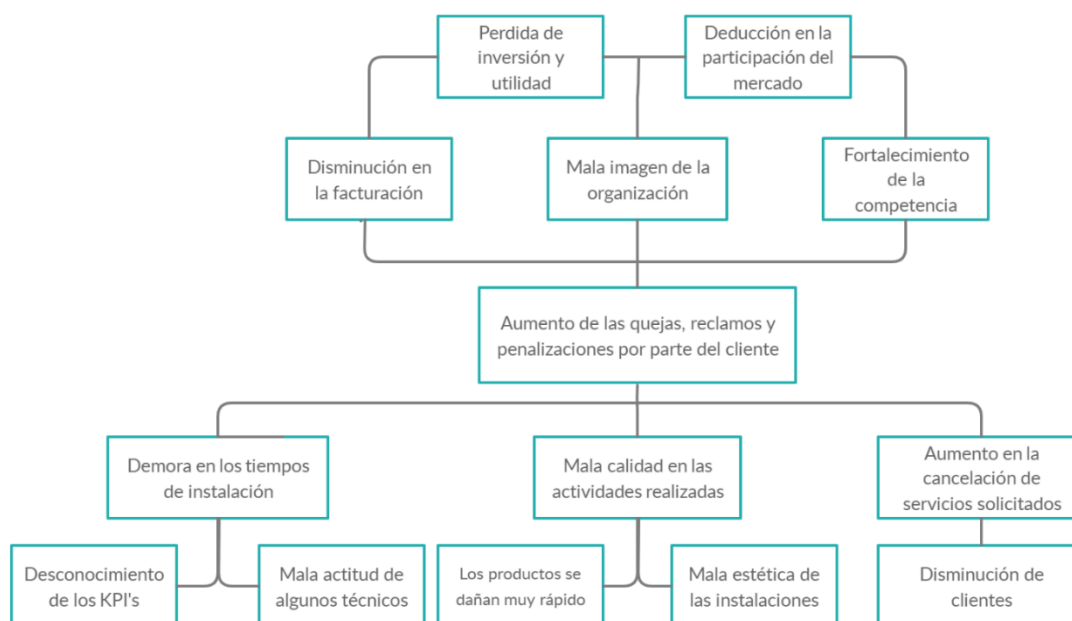 Perdida de
inversión y
utilidad
Deducción en la
participación del
mercado
Disminución en
la facturación
Mala imagen de la
organización
Fortalecimiento
de la
competencia
Aumento de las quejas, reclamos y
penalizaciones por parte del cliente
Demora en los tiempos
de instalación
Mala calidad en las
actividades realizadas
Aumento en la
cancelación de
servicios solicitados
Desconocimiento
de los KPI's
Mala actitud de
algunos técnicos
Los productos se
dañan muy rápido
Mala estética de
las instalaciones
Disminución de
clientes